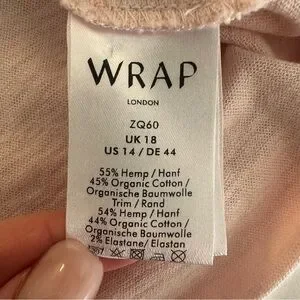 WRAP
LONDON
ZQ60
UK 18
US 14 / DE 44
55% Hemp / Hanf
45% Organic Cotton /
Organische Baumwolle
Trim / Rand
54% Hemp / Hanf
44% Organic Cotton /
Organische Baumwolle
2% Elastane/ Elastan